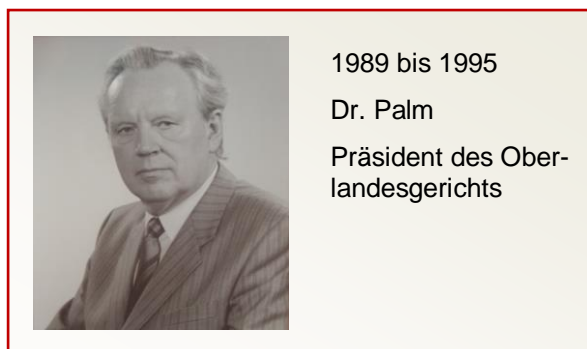 1989 bis 1995
Dr. Palm
Präsident des Ober-
landesgerichts